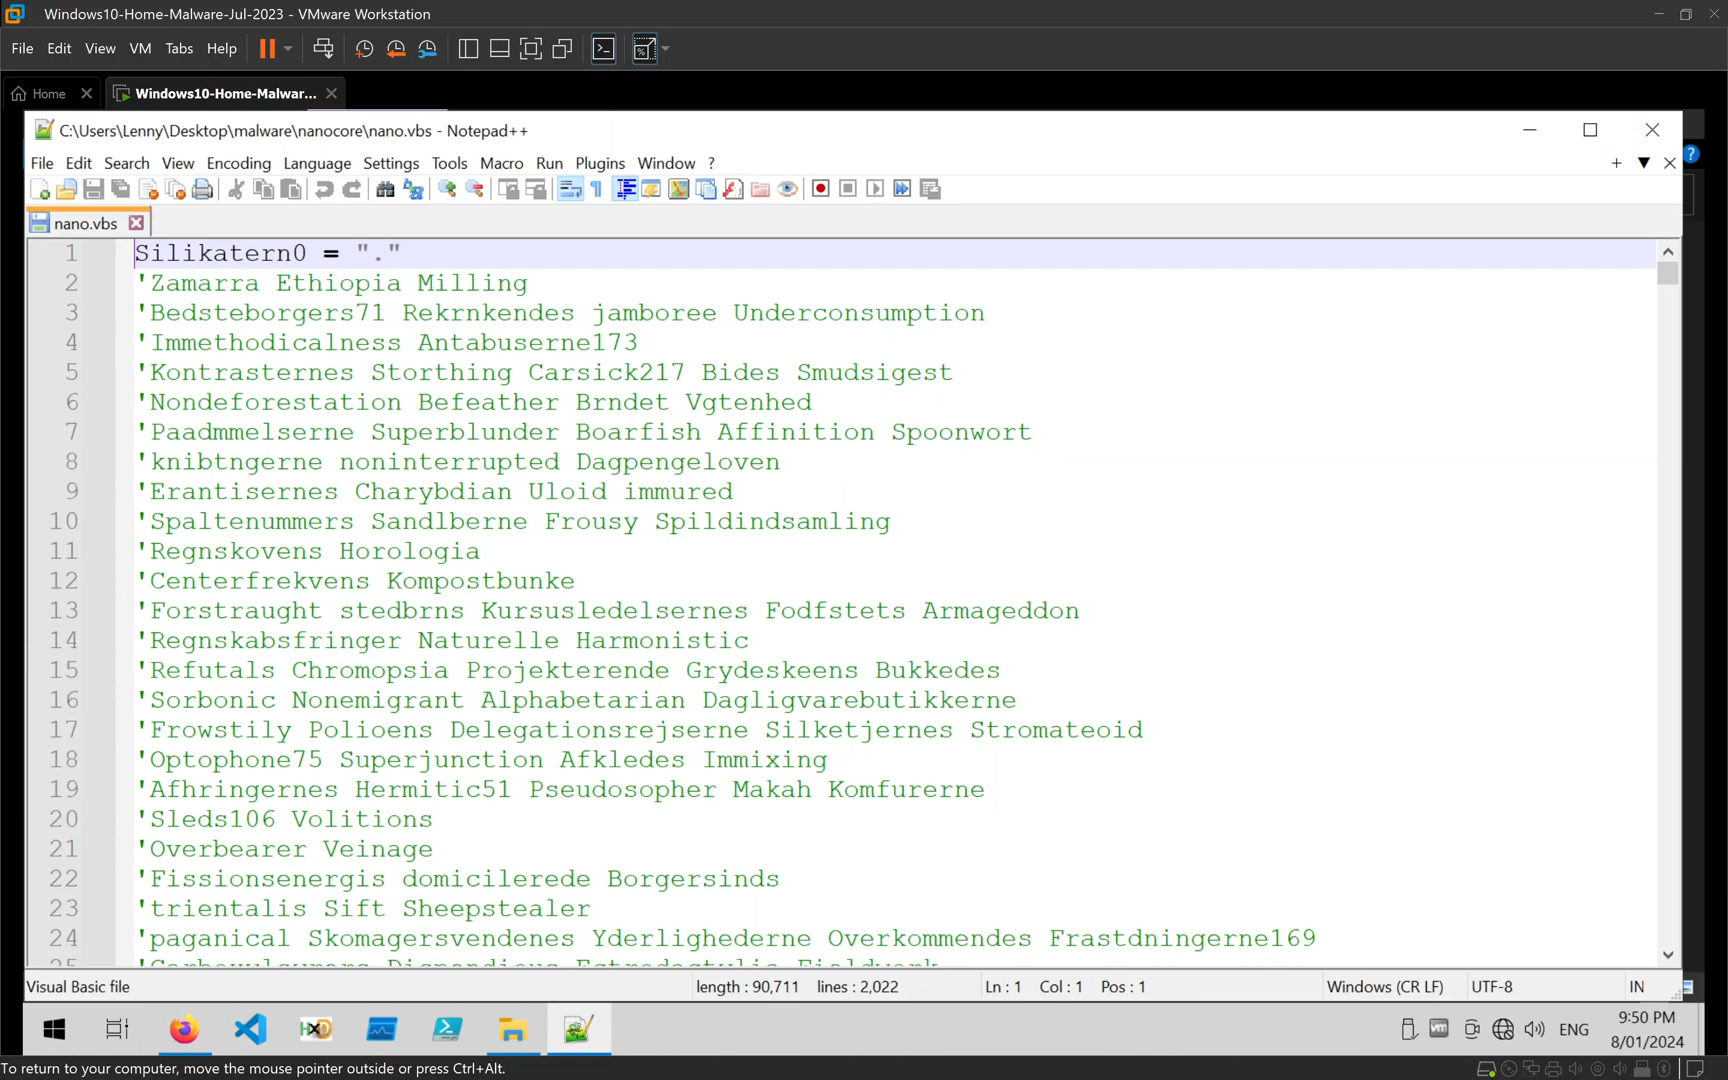 Windows10-Home-Malware-Jul-2023 - VMware Workstation
File Edit View VM Tabs Help
Home Windows10-Home-Malwar...
C:\Users\Lenny\Desktop\malware\nanocore\nano.vbs - Notepad++
File Edit Search View Encoding Language Settings Tools Macro Run Plugins Window ?
nano.vbs
1 Silikatern0 = "."
2 'Zamarra Ethiopia Milling
3 'Bedsteborgers71 Rekrnkendes jamboree Underconsumption
4 'Immethodicalness Antabuserne173
5 'Kontrasternes Storthing Carsick217 Bides Smudsigest
6 'Nondeforestation Befeather Brndet Vgtenhed
7 'Paadmmelserne Superblunder Boarfish Affinition Spoonwort
8 'knibtngerne noninterrupted Dagpengeloven
9 'Erantisernes Charybdian Uloid immured
10 'Spaltenummers Sandlberne Frousy Spildindsamling
11 'Regnskovens Horologia
12 'Centerfrekvens Kompostbunke
13 'Forstraught stedbrns Kursusledelsernes Fodfstets Armageddon
14 'Regnskabsfringer Naturelle Harmonistic
15 'Refutals Chromopsia Projekterende Grydeskeens Bukkedes
16 'Sorbonic Nonemigrant Alphabetarian Dagligvarebutikkerne
17 'Frowstily Polioens Delegationsrejserne Silketjernes Stromateoid
18 'Optophone75 Superjunction Afkledes Immixing
19 'Afhringernes Hermitic51 Pseudosopher Makah Komfurerne
20 'Sleds106 Volitions
21 'Overbearer Veinage
22 'Fissionsenergis domicilerede Borgersinds
23 'trientalis Sift Sheepstealer
24 'paganical Skomagersvendenes Yderlighederne Overkommendes Frastdningerne169
Visual Basic file length : 90,711 lines : 2,022 Ln : 1 Col : 1 Pos : 1 Windows (CR LF) UTF-8 IN
ENG 9:50 PM
8/01/2024
To return to your computer, move the mouse pointer outside or press Ctrl+Alt.